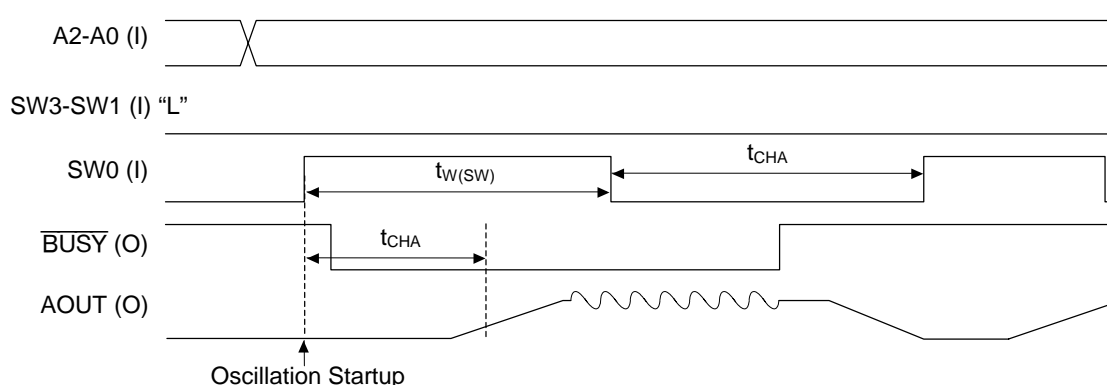 A2-A0 (I)
SW3-SW1 (I) “L”
SW0 (I)
tW(SW)
tCHA
BUSY (O)
tCHA
AOUT (O)
Oscillation Startup